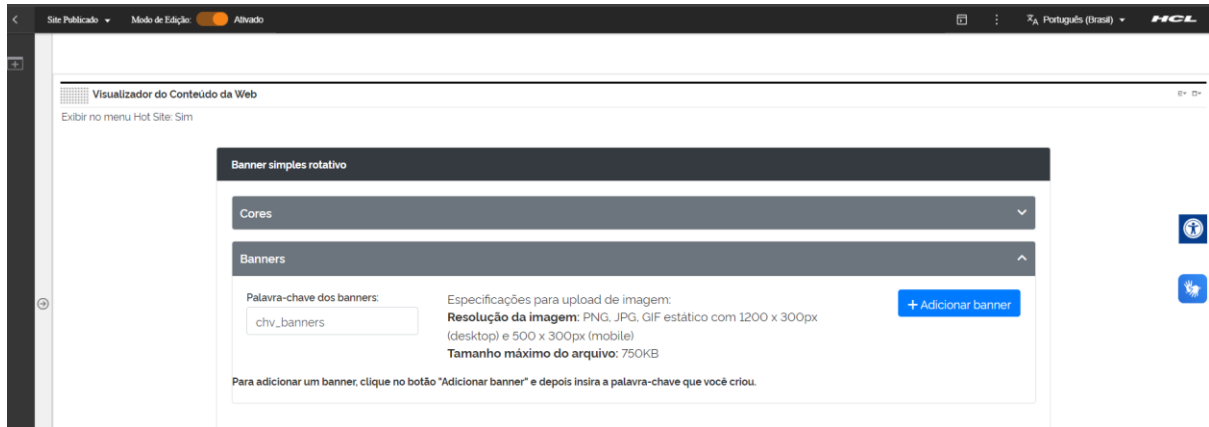 Site Publicado
Modo de Edição:
Ativado
Português (Brasil)
HCL
Visualizador do Conteúdo da Web
Exibir no menu Hot Site: Sim
Banner simples rotativo
Cores
Banners
Palavra-chave dos banners:
chv_banners
Especificações para upload de imagem:
Resolução da imagem: PNG, JPG, GIF estático com 1200 x 300px
(desktop) e 500 x 300px (mobile)
Tamanho máximo do arquivo: 750KB
+ Adicionar banner
Para adicionar um banner, clique no botão "Adicionar banner" e depois insira a palavra-chave que você criou.